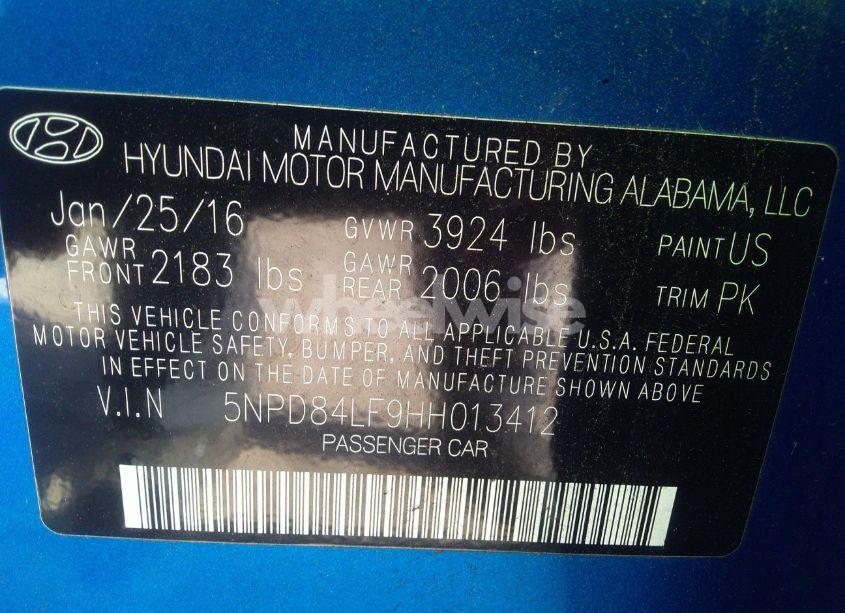 MANUFACTURED BY
HYUNDAI MOTOR MANUFACTURING ALABAMA, LLC
Jan/25/16 GVWR 3924 lbs PAINT US
GAWR FRONT 2183 lbs GAWR REAR 2006 lbs TRIM PK
wheelwise
THIS VEHICLE CONFORMS TO ALL APPLICABLE U.S.A. FEDERAL
MOTOR VEHICLE SAFETY, BUMPER, AND THEFT PREVENTION STANDARDS
IN EFFECT ON THE DATE OF MANUFACTURE SHOWN ABOVE
V.I.N 5NPD84LF9HH013412
PASSENGER CAR